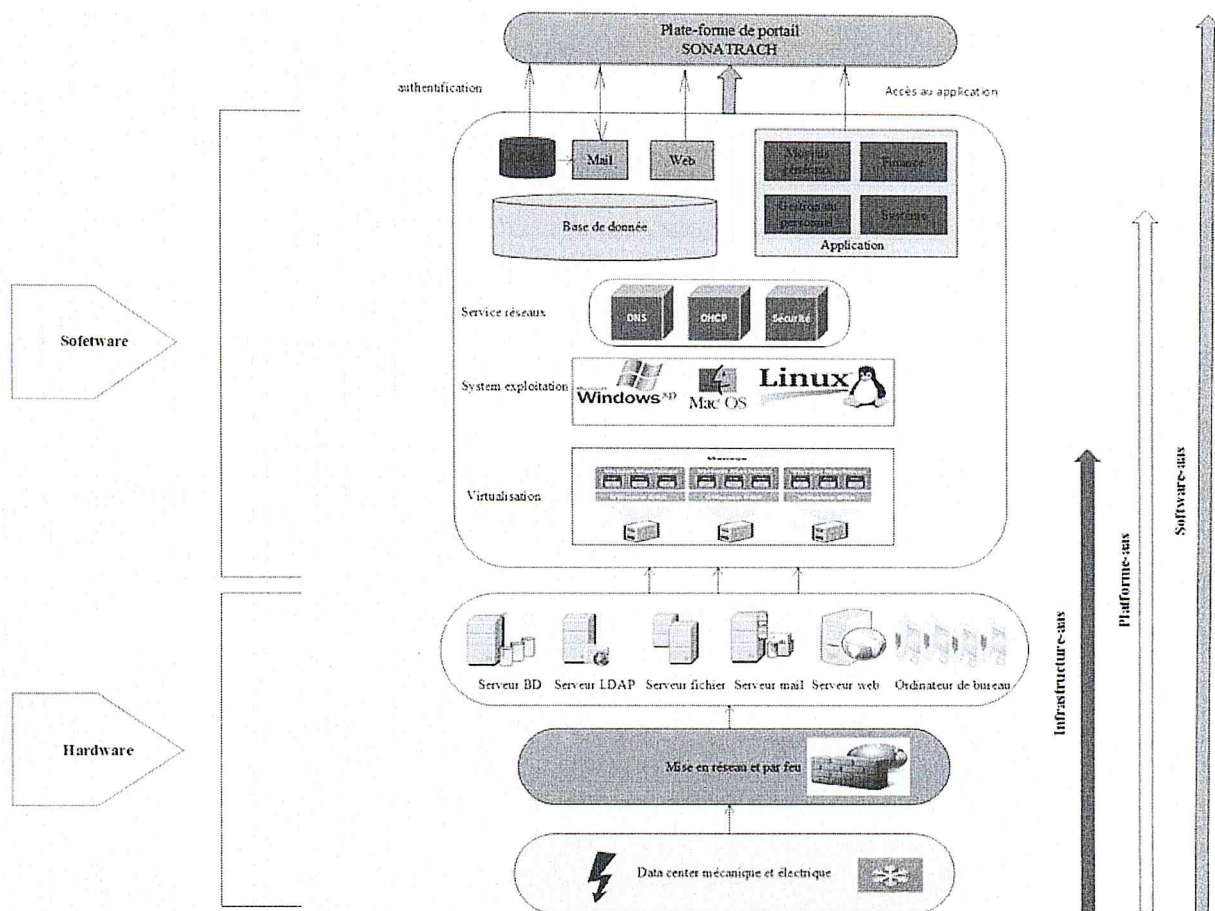 Plate-forme de portail
SONATRACH
authentification
Accès au application
Mail
Web
Finance
Gestion du
personnel
Système
Base de donnée
Application
Service réseaux
DNS
DHCP
Sécurité
Sofetware
System exploitation
Microsoft
Windows xp
Mac OS
Linux
Virtualisation
Serveur BD
Serveur LDAP
Serveur fichier
Serveur mail
Serveur web
Ordinateur de bureau
Hardware
Mise en réseau et par feu
Data center mécanique et électrique
Infrastructure-aas
Platforme-aas
Software-aas